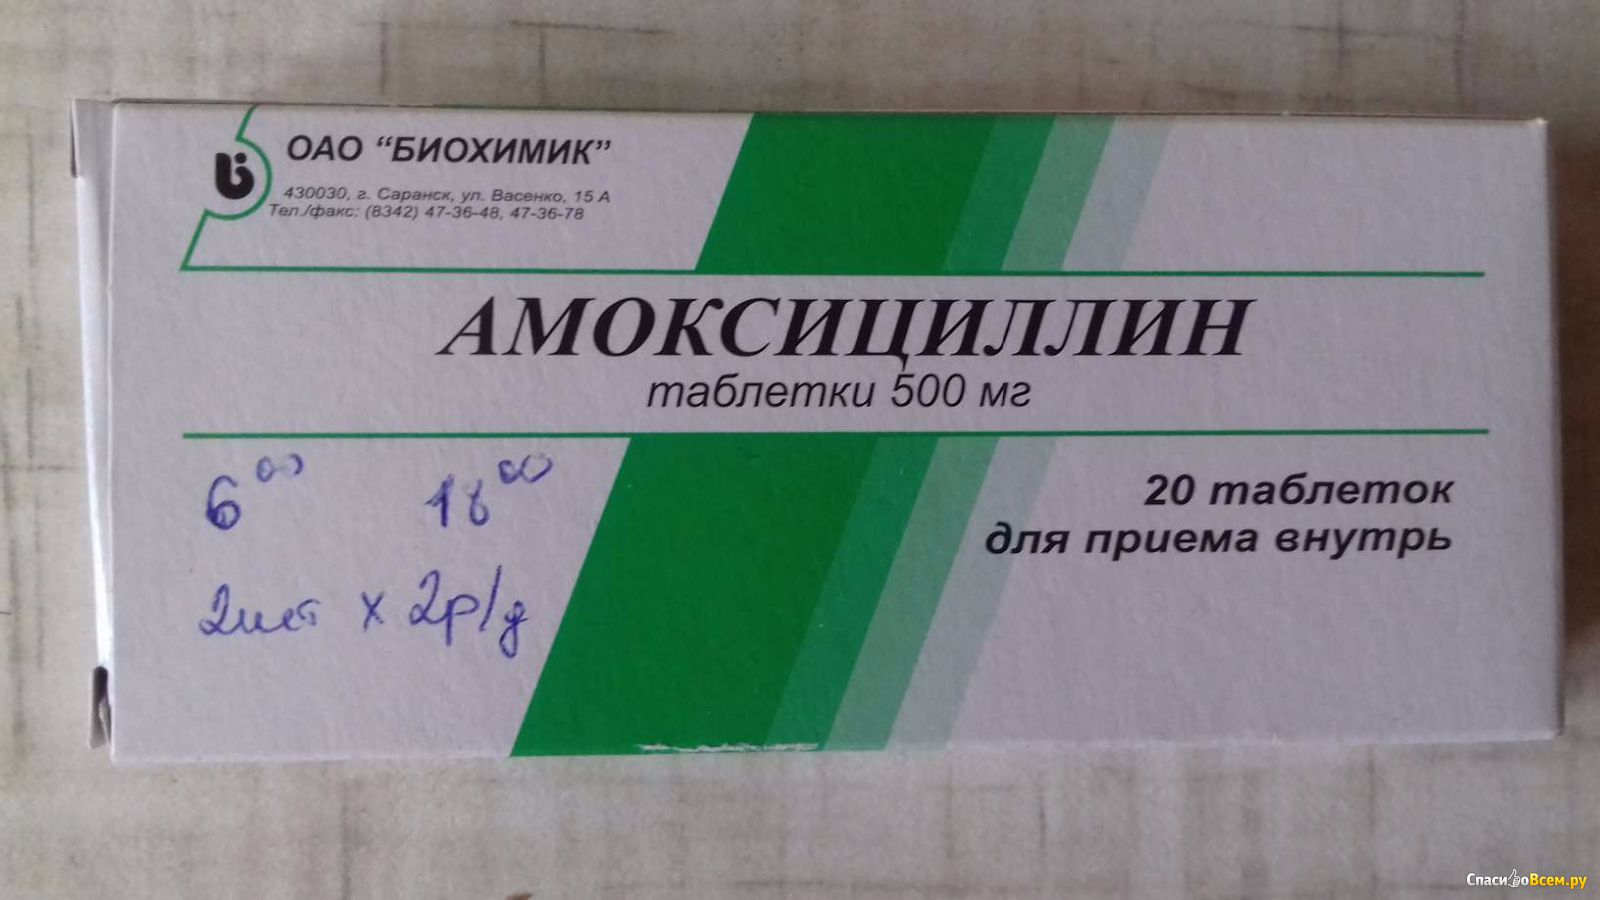 ОАО “БИОХИМИК”
430030, г. Саранск, ул. Васенко, 15 А
Тел./факс: (8342) 47-36-48, 47-36-78
АМОКСИЦИЛЛИН
таблетки 500 мг
6⁰⁰ 18⁰⁰
2шт х 2р/д
20 таблеток
для приема внутрь
СпасибоВсем.ру